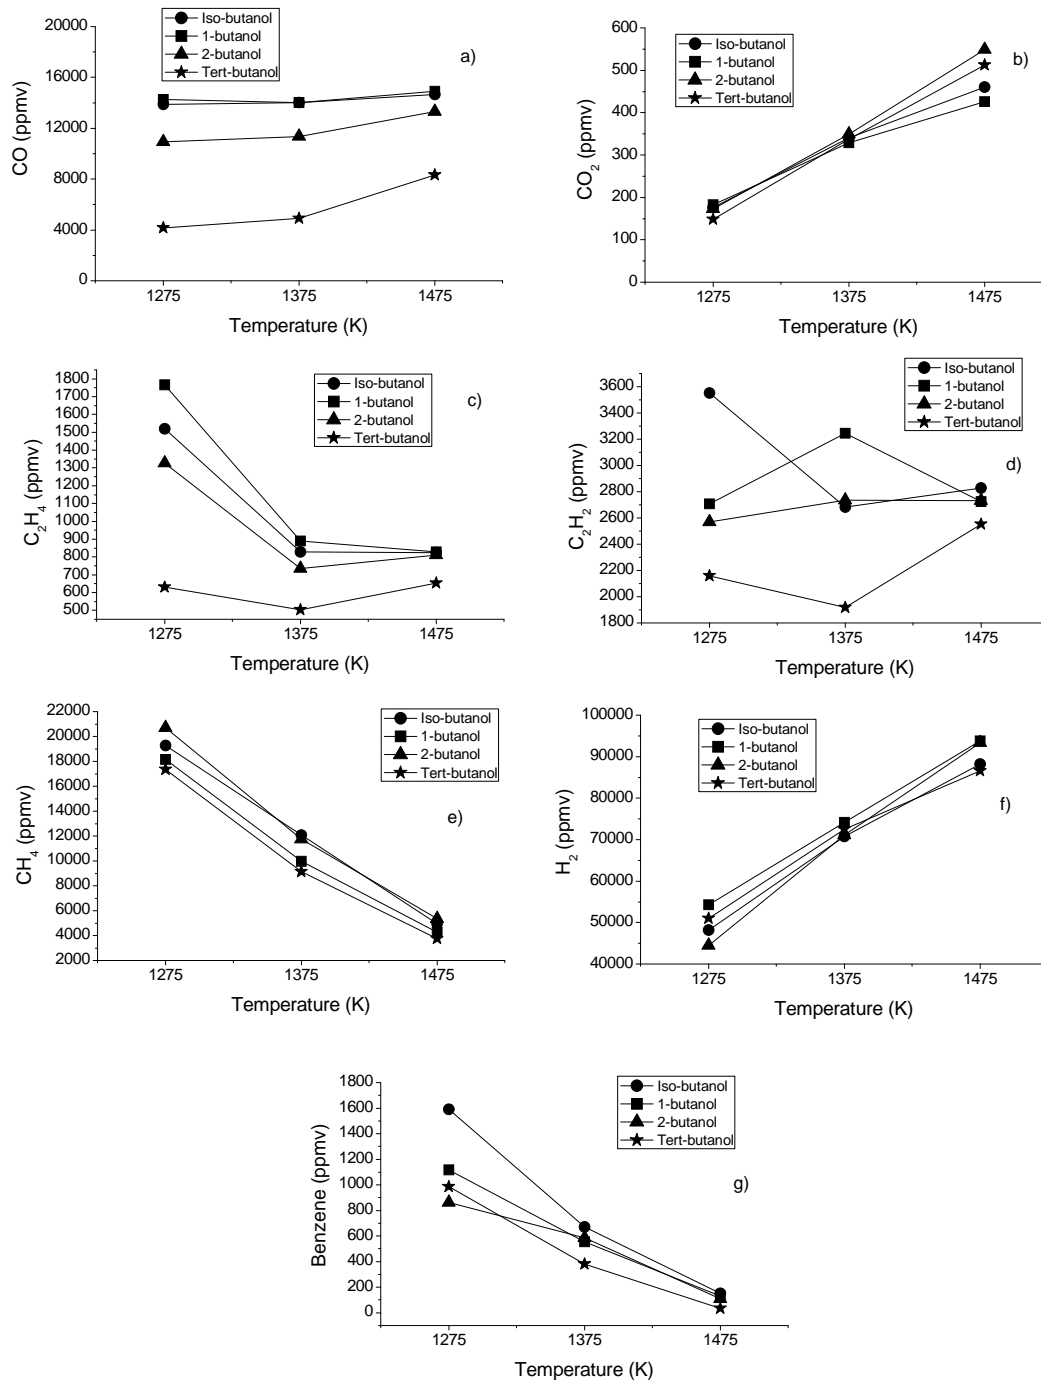 Iso-butanol
1-butanol
2-butanol
Tert-butanol
a)
CO (ppmv)
20000
16000
12000
8000
4000
0
1275 1375 1475
Temperature (K)
Iso-butanol
1-butanol
2-butanol
Tert-butanol
b)
CO2 (ppmv)
600
500
400
300
200
100
0
1275 1375 1475
Temperature (K)
Iso-butanol
1-butanol
2-butanol
Tert-butanol
c)
C2H4 (ppmv)
1800
1700
1600
1500
1400
1300
1200
1100
1000
900
800
700
600
500
1275 1375 1475
Temperature (K)
Iso-butanol
1-butanol
2-butanol
Tert-butanol
d)
C2H2 (ppmv)
3600
3400
3200
3000
2800
2600
2400
2200
2000
1800
1275 1375 1475
Temperature (K)
Iso-butanol
1-butanol
2-butanol
Tert-butanol
e)
CH4 (ppmv)
22000
20000
18000
16000
14000
12000
10000
8000
6000
4000
2000
1275 1375 1475
Temperature (K)
Iso-butanol
1-butanol
2-butanol
Tert-butanol
f)
H2 (ppmv)
100000
90000
80000
70000
60000
50000
40000
1275 1375 1475
Temperature (K)
Iso-butanol
1-butanol
2-butanol
Tert-butanol
g)
Benzene (ppmv)
1800
1600
1400
1200
1000
800
600
400
200
0
1275 1375 1475
Temperature (K)